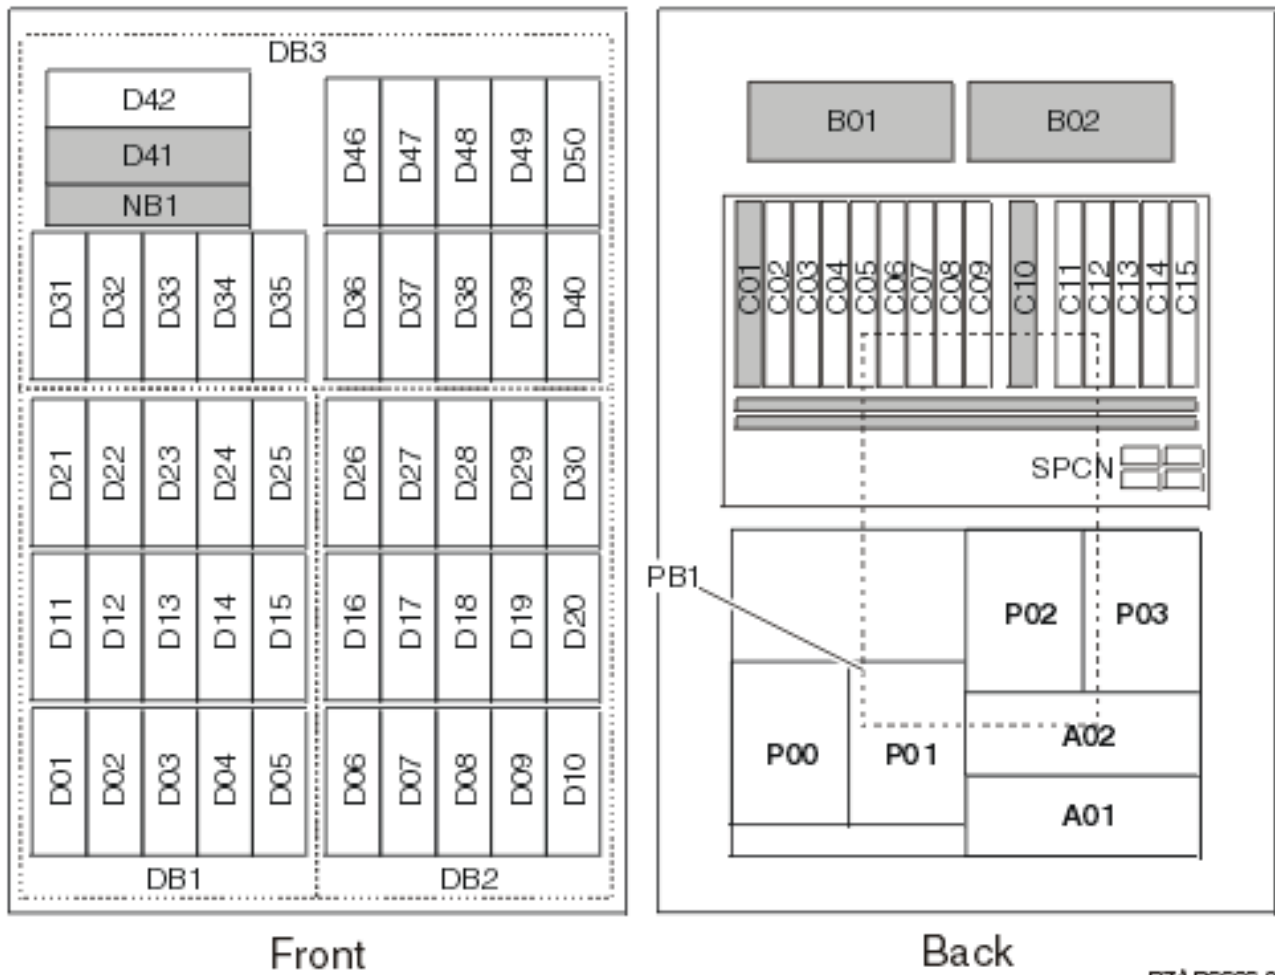 DB3
D42
D41
NB1
D46 D47 D48 D49 D50
D31 D32 D33 D34 D35 D36 D37 D38 D39 D40
D21 D22 D23 D24 D25 D26 D27 D28 D29 D30
D11 D12 D13 D14 D15 D16 D17 D18 D19 D20
D01 D02 D03 D04 D05 D06 D07 D08 D09 D10
DB1 DB2
Front
B01 B02
C01 C02 C03 C04 C05 C06 C07 C08 C09 C10 C11 C12 C13 C14 C15
SPCN
PB1
P02 P03
P00 P01
A02
A01
Back